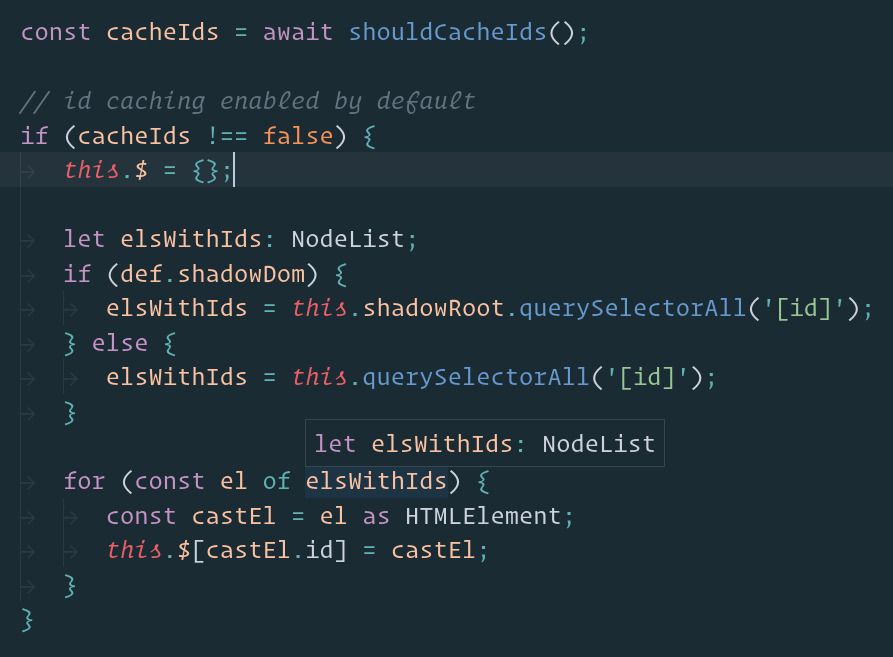 const cacheIds = await shouldCacheIds();
// id caching enabled by default
if (cacheIds !== false) {
this.$ = {};
let elsWithIds: NodeList;
if (def.shadowDom) {
elsWithIds = this.shadowRoot.querySelectorAll('[id]');
} else {
elsWithIds = this.querySelectorAll('[id]');
}
let elsWithIds: NodeList
for (const el of elsWithIds) {
const castEl = el as HTMLElement;
this.$[castEl.id] = castEl;
}
}